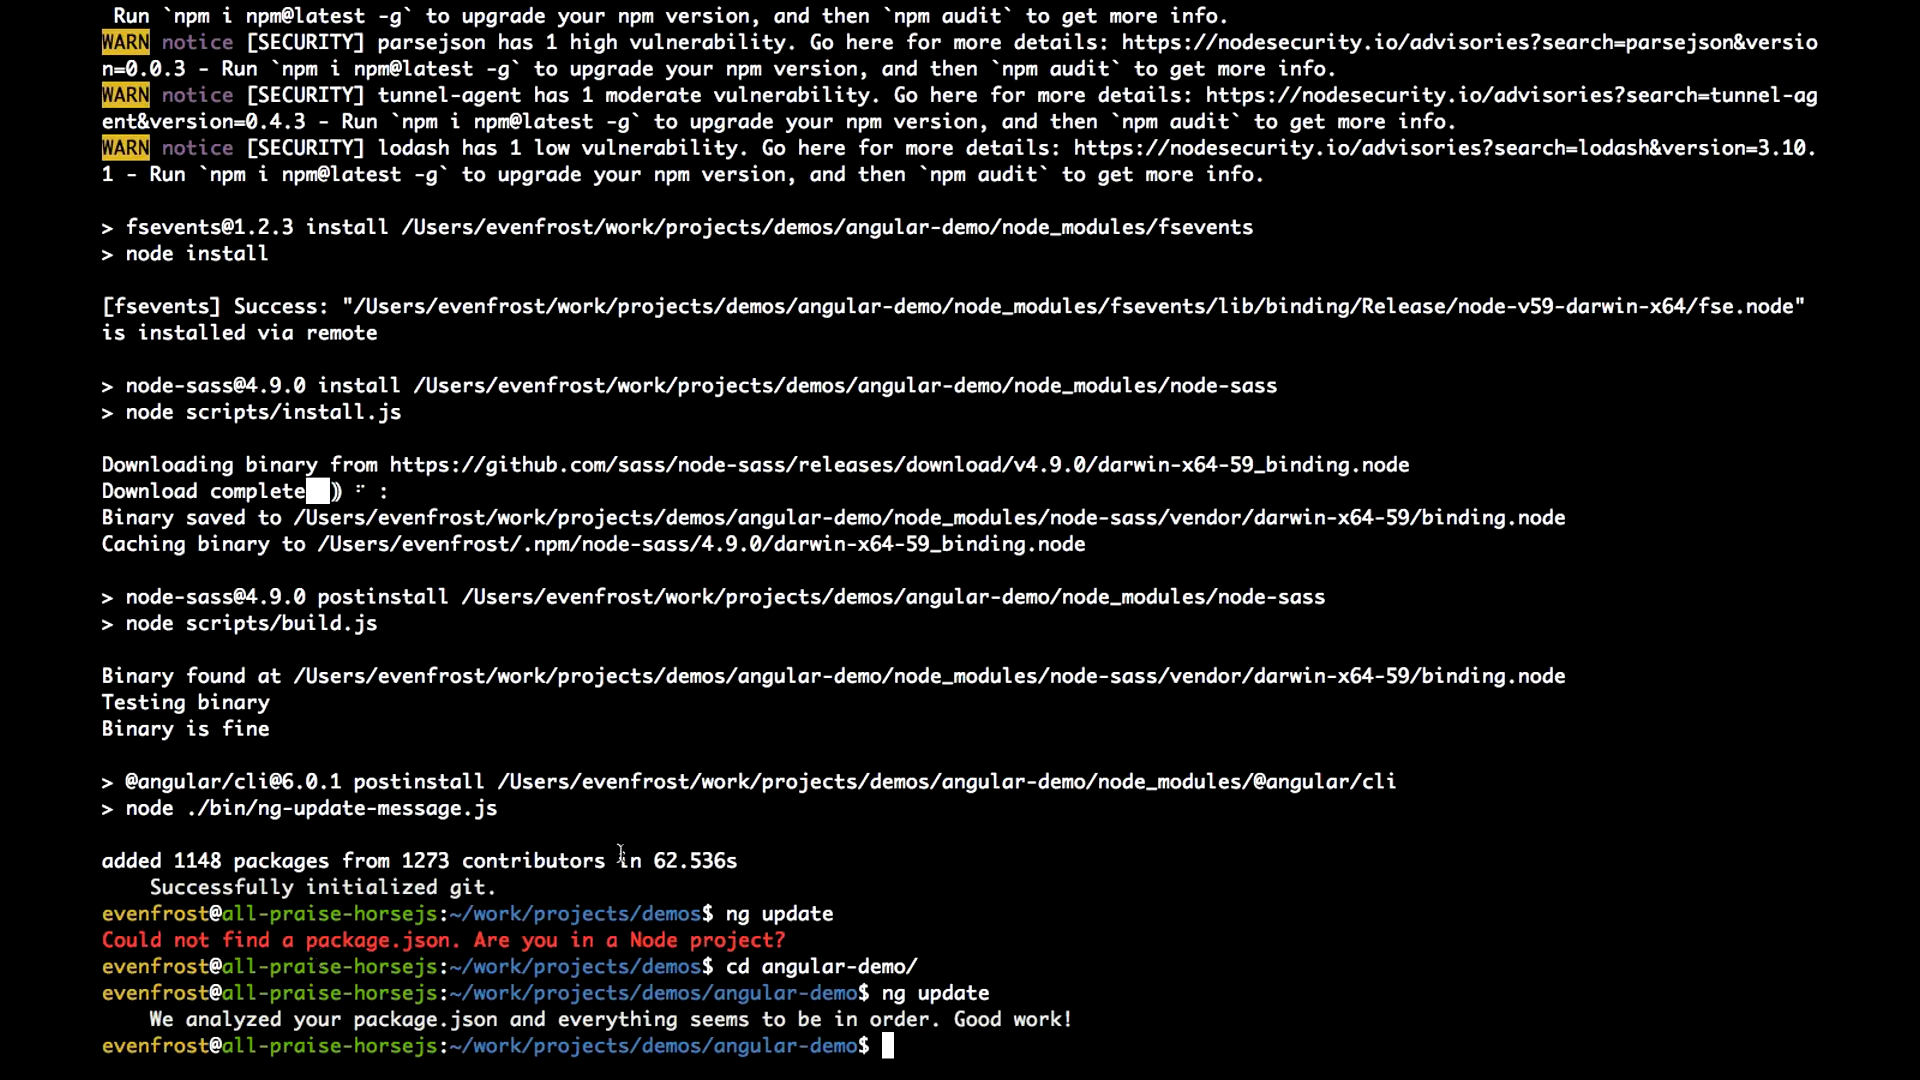 Run `npm i npm@latest -g` to upgrade your npm version, and then `npm audit` to get more info.
WARN notice [SECURITY] parsejson has 1 high vulnerability. Go here for more details: https://nodesecurity.io/advisories?search=parsejson&versio
n=0.0.3 - Run `npm i npm@latest -g` to upgrade your npm version, and then `npm audit` to get more info.
WARN notice [SECURITY] tunnel-agent has 1 moderate vulnerability. Go here for more details: https://nodesecurity.io/advisories?search=tunnel-ag
ent&version=0.4.3 - Run `npm i npm@latest -g` to upgrade your npm version, and then `npm audit` to get more info.
WARN notice [SECURITY] lodash has 1 low vulnerability. Go here for more details: https://nodesecurity.io/advisories?search=lodash&version=3.10.
1 - Run `npm i npm@latest -g` to upgrade your npm version, and then `npm audit` to get more info.
> fsevents@1.2.3 install /Users/evenfrost/work/projects/demos/angular-demo/node_modules/fsevents
> node install
[fsevents] Success: "/Users/evenfrost/work/projects/demos/angular-demo/node_modules/fsevents/lib/binding/Release/node-v59-darwin-x64/fse.node"
is installed via remote
> node-sass@4.9.0 install /Users/evenfrost/work/projects/demos/angular-demo/node_modules/node-sass
> node scripts/install.js
Downloading binary from https://github.com/sass/node-sass/releases/download/v4.9.0/darwin-x64-59_binding.node
Download complete ) :
Binary saved to /Users/evenfrost/work/projects/demos/angular-demo/node_modules/node-sass/vendor/darwin-x64-59/binding.node
Caching binary to /Users/evenfrost/.npm/node-sass/4.9.0/darwin-x64-59_binding.node
> node-sass@4.9.0 postinstall /Users/evenfrost/work/projects/demos/angular-demo/node_modules/node-sass
> node scripts/build.js
Binary found at /Users/evenfrost/work/projects/demos/angular-demo/node_modules/node-sass/vendor/darwin-x64-59/binding.node
Testing binary
Binary is fine
> @angular/cli@6.0.1 postinstall /Users/evenfrost/work/projects/demos/angular-demo/node_modules/@angular/cli
> node ./bin/ng-update-message.js
added 1148 packages from 1273 contributors in 62.536s
Successfully initialized git.
evenfrost@all-praise-horsejs:~/work/projects/demos$ ng update
Could not find a package.json. Are you in a Node project?
evenfrost@all-praise-horsejs:~/work/projects/demos$ cd angular-demo/
evenfrost@all-praise-horsejs:~/work/projects/demos/angular-demo$ ng update
We analyzed your package.json and everything seems to be in order. Good work!
evenfrost@all-praise-horsejs:~/work/projects/demos/angular-demo$